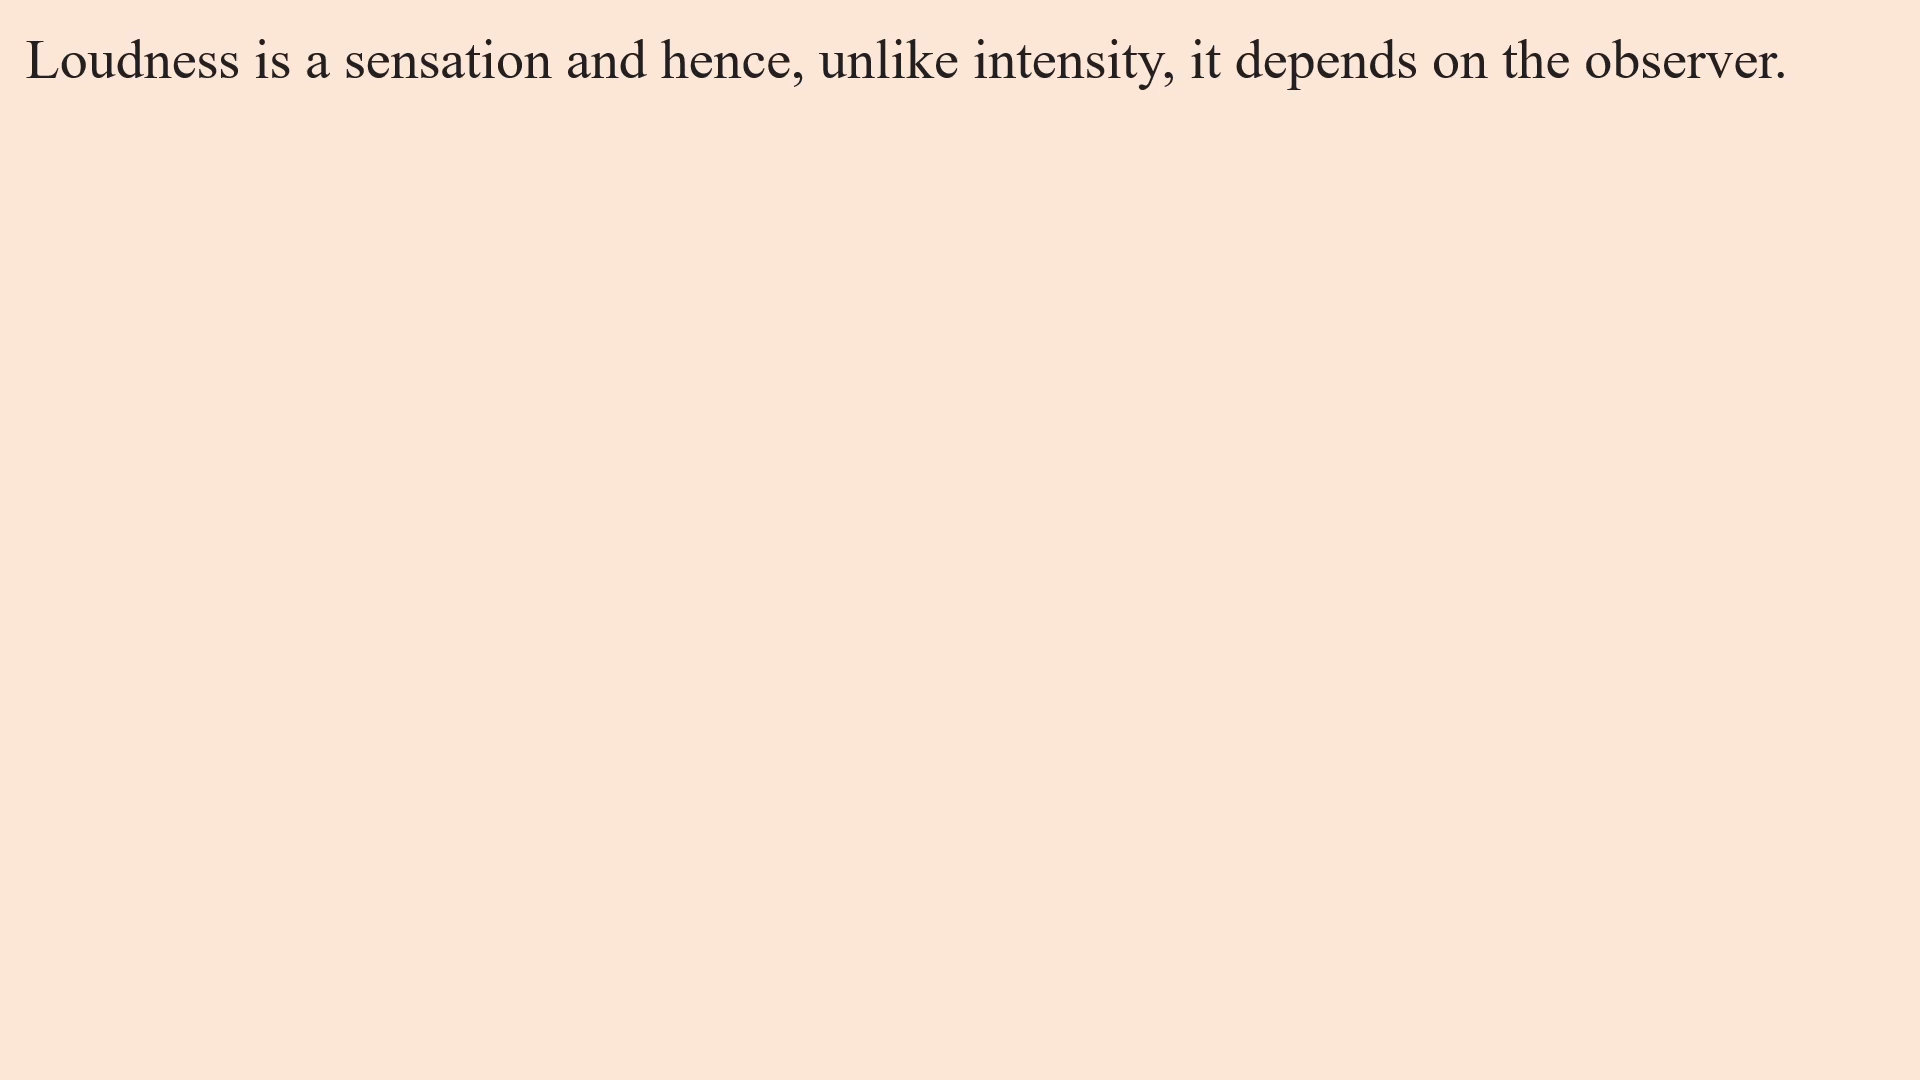 Loudness is a sensation and hence, unlike intensity, it depends on the observer.